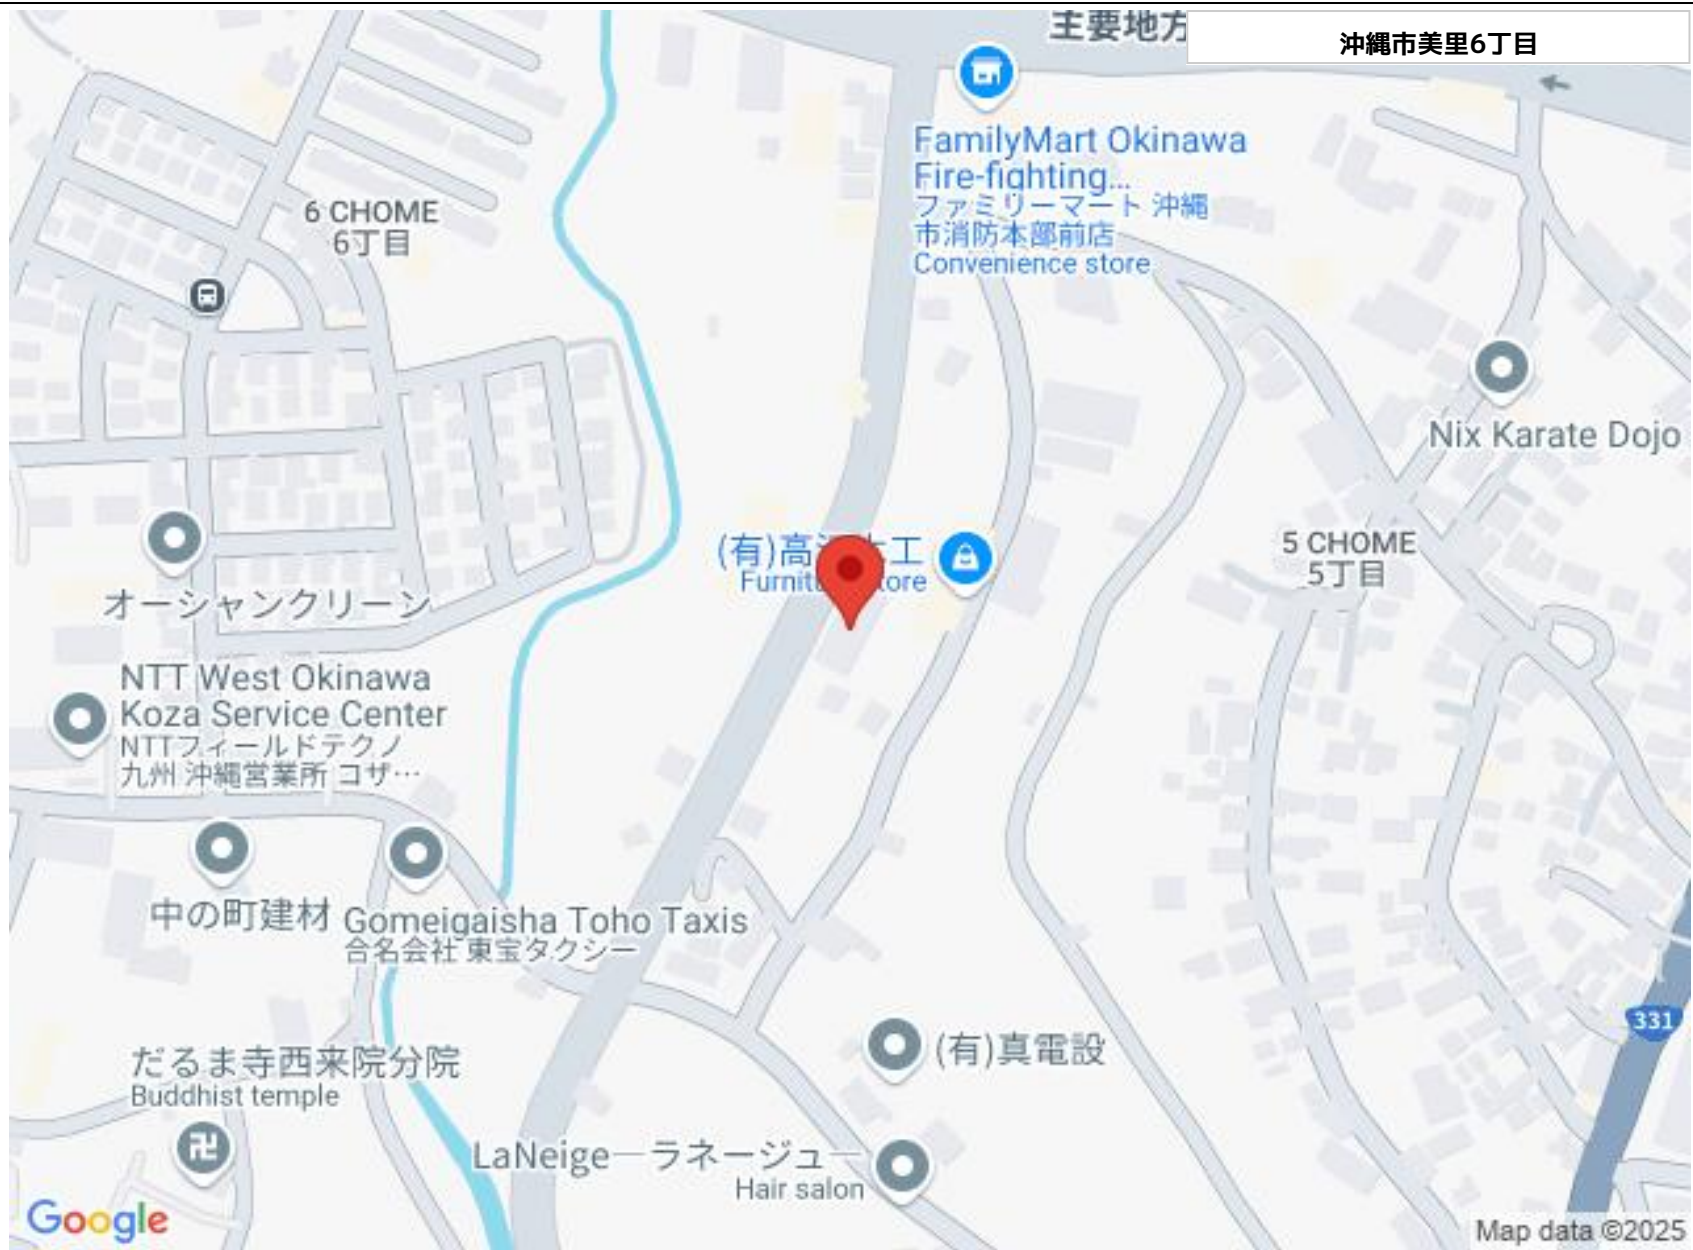 主要地方
沖縄市美里6丁目
FamilyMart Okinawa
Fire-fighting...
ファミリーマート 沖縄
市消防本部前店
Convenience store
6 CHOME
6丁目
Nix Karate Dojo
(有)高
工
Furnit
tore
5 CHOME
5丁目
オーシャンクリーン
NTT West Okinawa
Koza Service Center
NTTフィールドテクノ
九州 沖縄営業所 コザ…
中の町建材
Gomeigaisha Toho Taxis
合名会社 東宝タクシー
331
(有)真電設
だるま寺西来院分院
Buddhist temple
LaNeige—ラネージュ—
Hair salon
Google
Map data ©2025